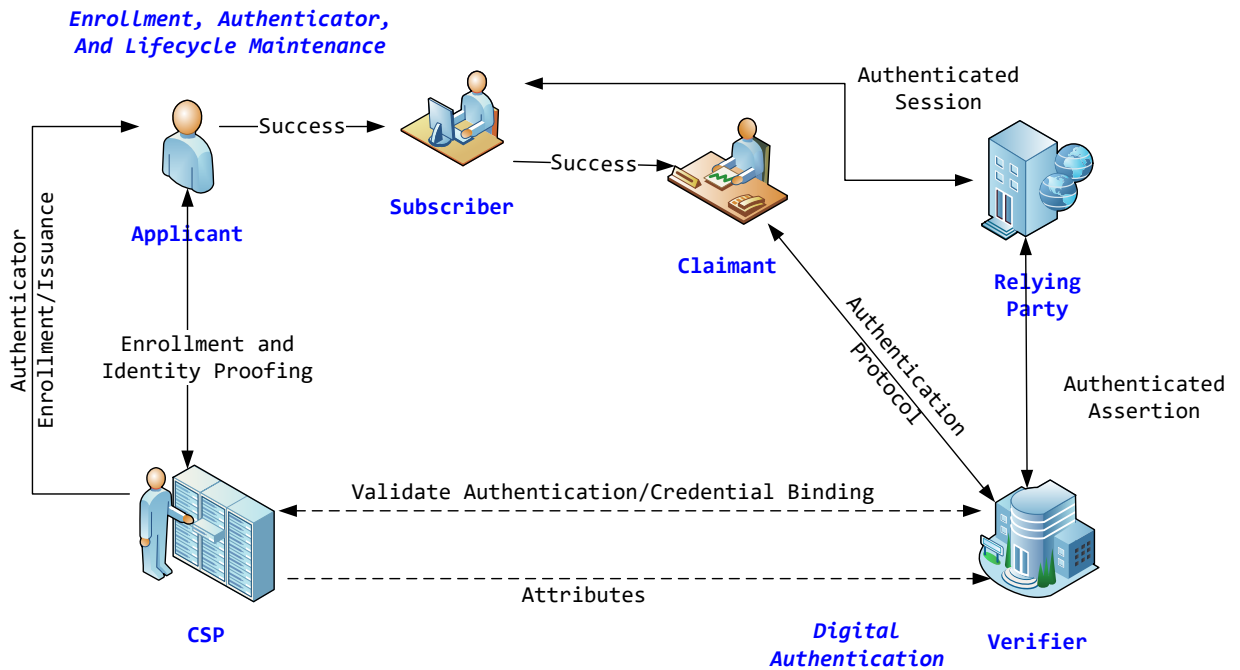 Enrollment, Authenticator,
And Lifecycle Maintenance
Authenticated
Session
Success
Success
Subscriber
Applicant
Claimant
Relying
Party
Authenticator
Enrollment/Issuance
Enrollment and
Identity Proofing
Authentication
Protocol
Authenticated
Assertion
Validate Authentication/Credential Binding
Attributes
CSP
Digital
Authentication
Verifier